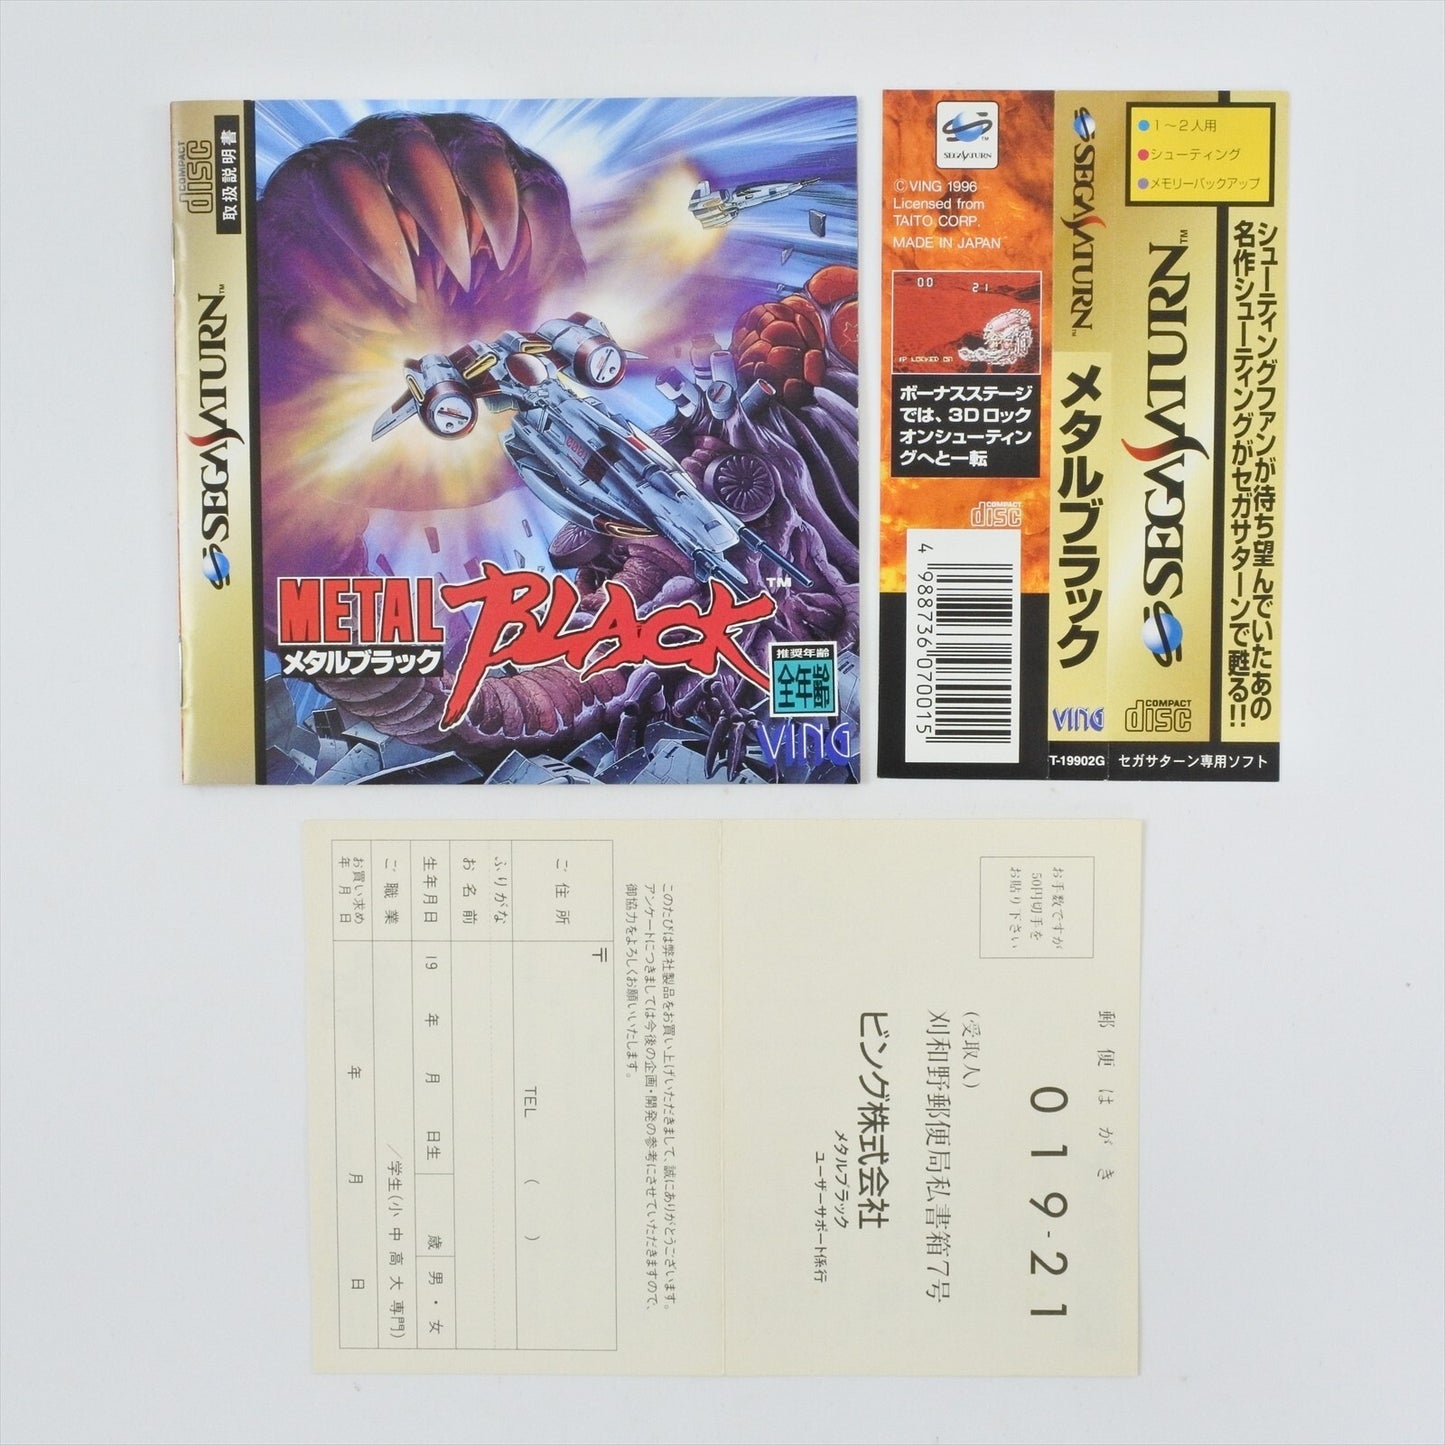 COMPACT
disc
取扱説明書
SEGA SATURN™
METAL BLACK™
メタルブラック
推奨年齢
全年齢
VING
SEGA SATURN
©VING 1996
Licensed from
TAITO CORP.
MADE IN JAPAN
00 21
LOCKED ON
ボーナスステージ
では、3Dロック
オンシューティン
グへと一転
COMPACT
disc
4 988736 070015
SEGA SATURN™
メタルブラック
VING
T-19902G
1〜2人用
シューティング
メモリーバックアップ
SEGA SATURN™
COMPACT
disc
シューティングファンが待ち望んでいたあの
名作シューティングがセガサターンで甦る!!
セガサターン専用ソフト
郵便はがき
お手数ですが
50円切手を
お貼り下さい
019-21
(受取人)
刈和野郵便局私書箱7号
ビング株式会社
メタルブラック
ユーザーサポート係行
このたびは弊社製品をお買い上げいただきまして、誠にありがとうございます。
アンケートにつきましては今後の企画・開発の参考にさせていただきますので、
御協力をよろしくお願いいたします。
ご住所
〒
TEL ( )
ふりがな
お名前
生年月日
19 年 月 日生
歳
男・女
ご職業
/学生(小 中 高 大 専門)
お買い求め
年 月 日
年 月 日